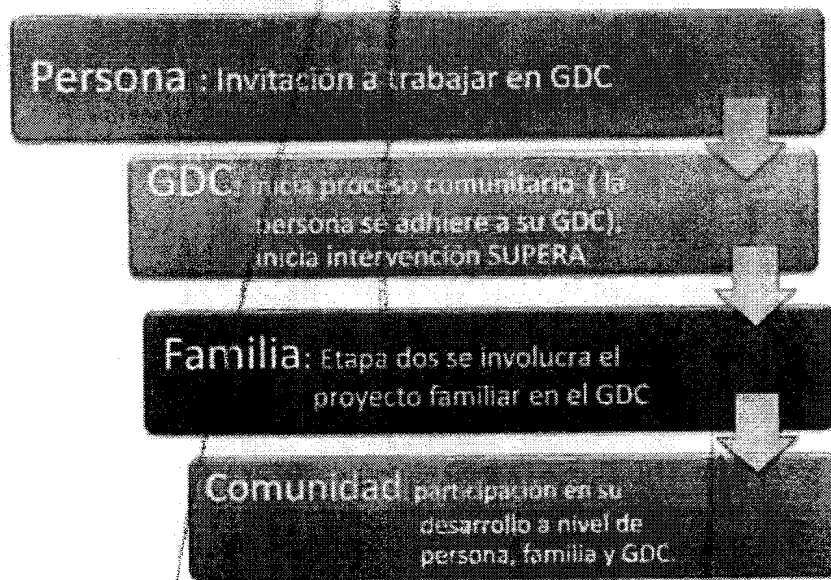 Persona : Invitación a trabajar en GDC
GDC: inicia proceso comunitario ( la
persona se adhiere a su GDC),
inicia intervención SUPERA
Familia: Etapa dos se involucra el
proyecto familiar en el GDC
Comunidad participación en su
desarrollo a nivel de
persona, familia y GDC.